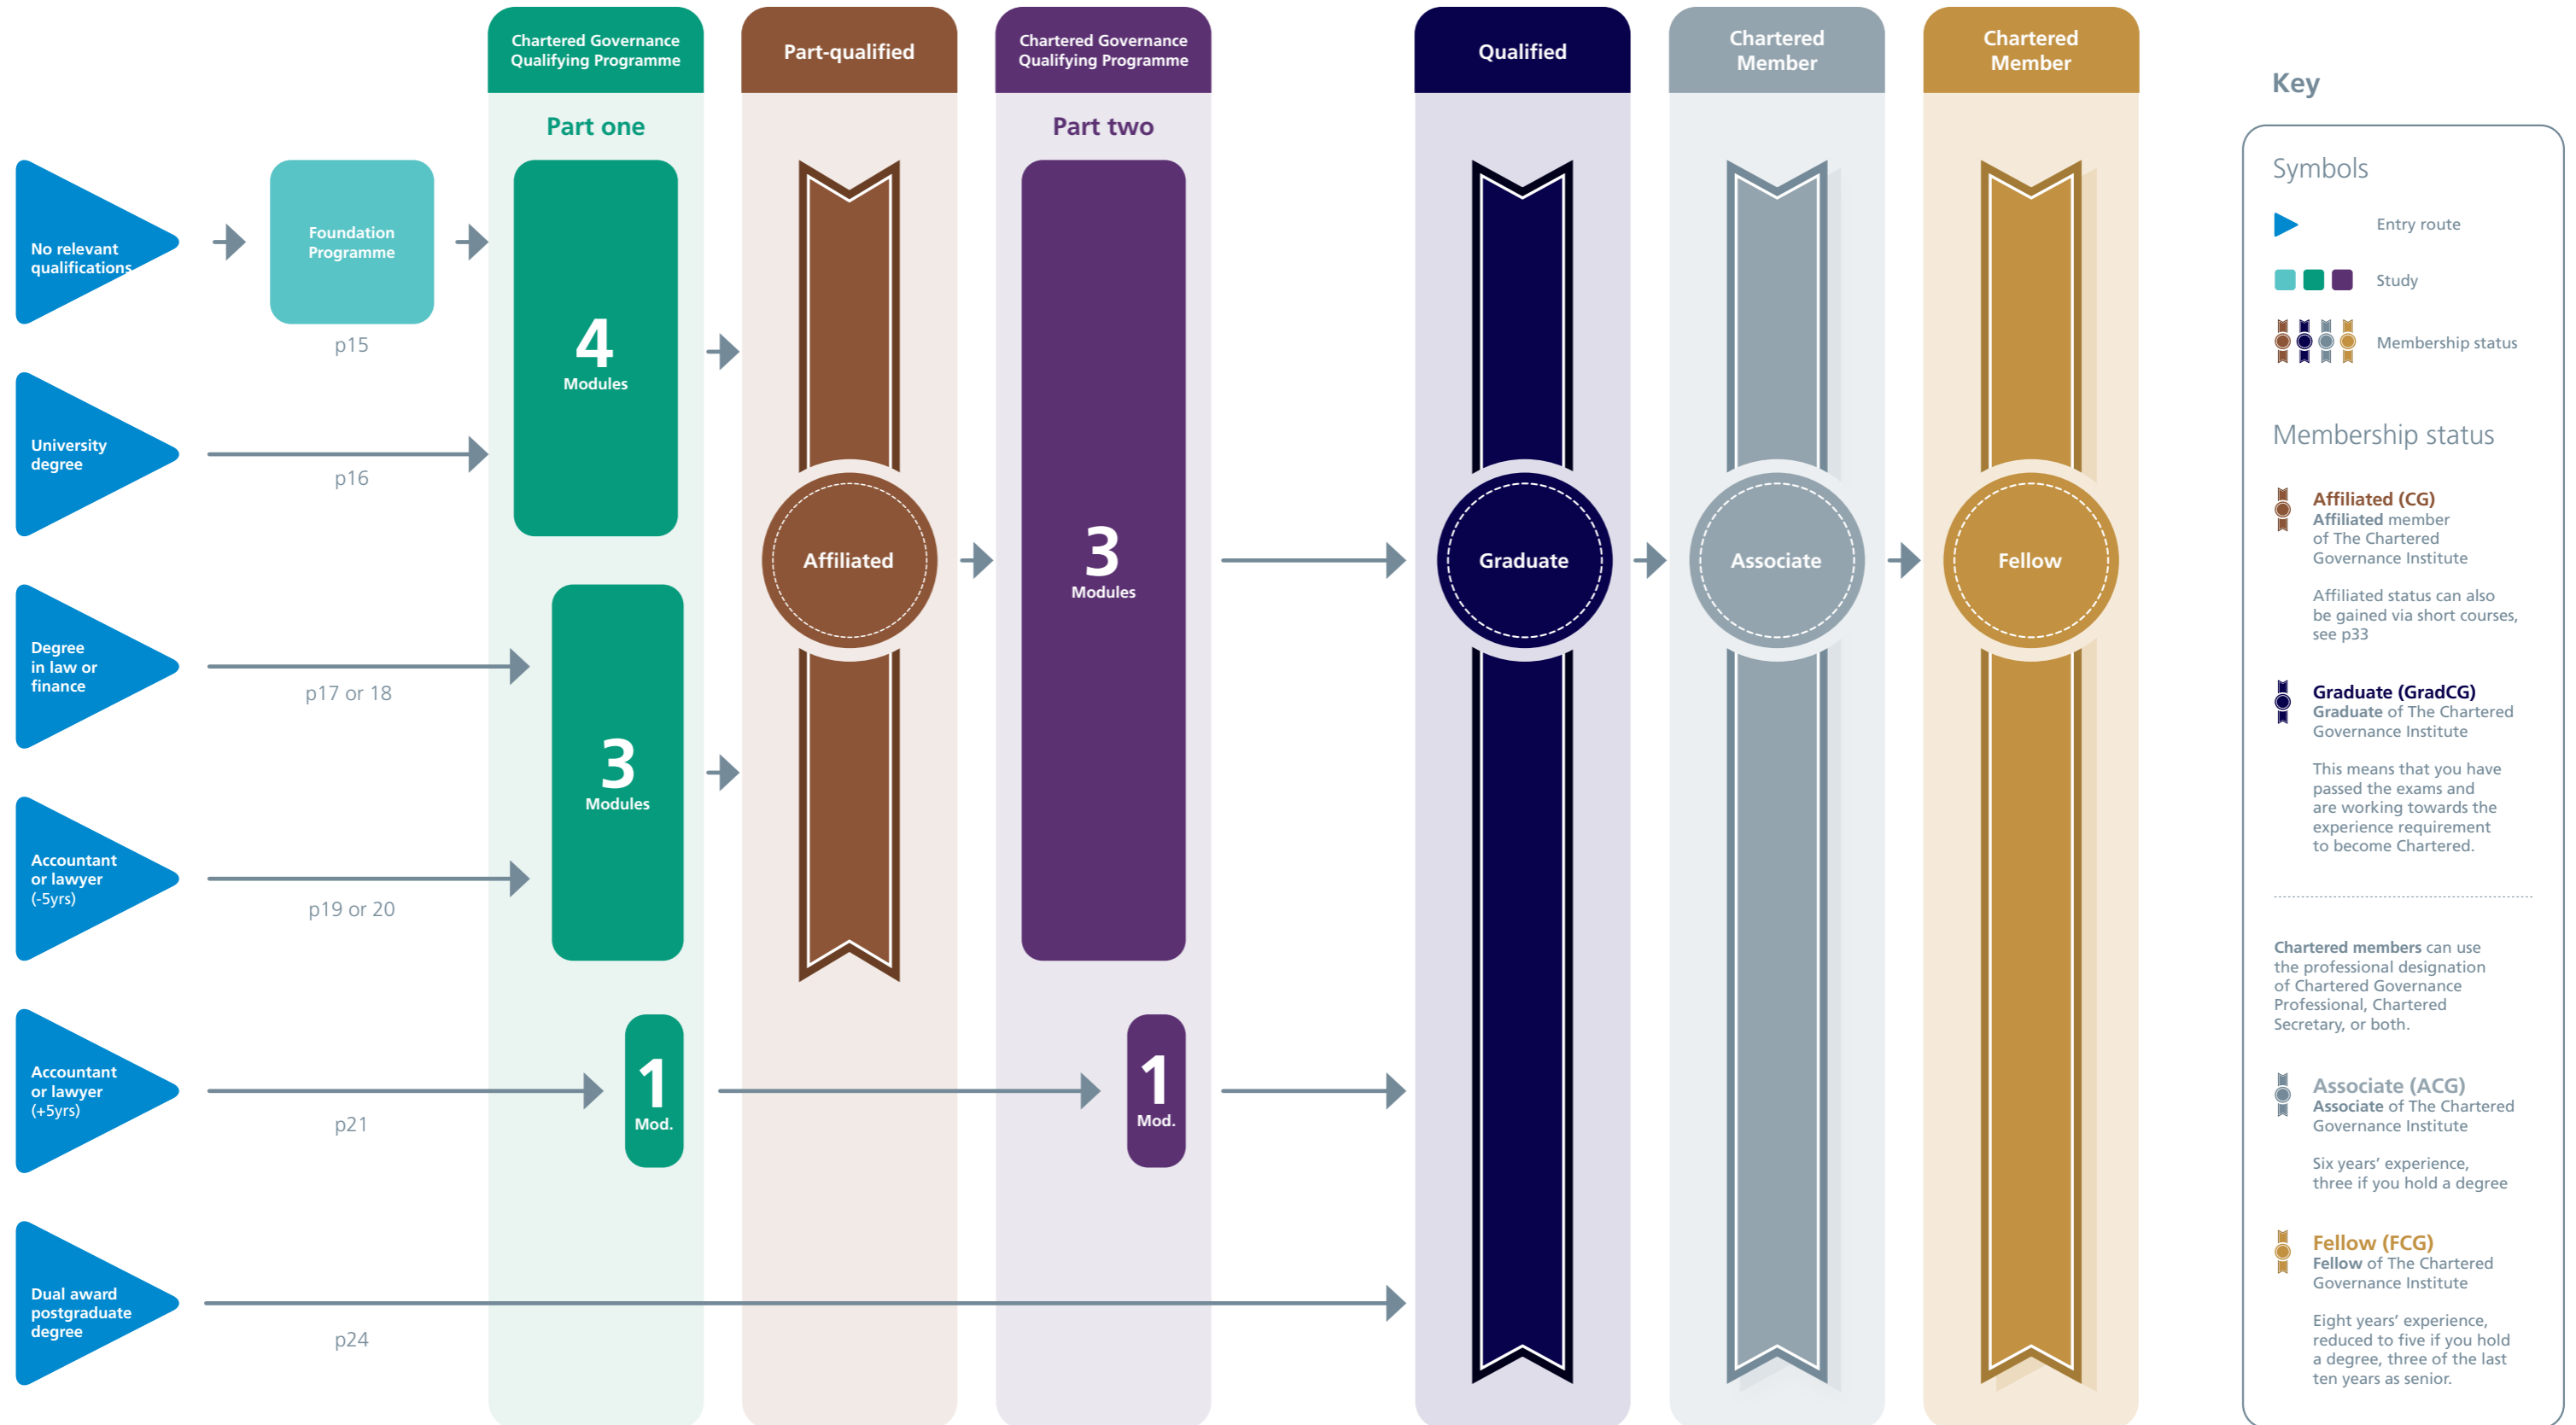 Chartered Governance
Qualifying Programme
Part-qualified
Chartered Governance
Qualifying Programme
Qualified
Chartered
Member
Chartered
Member
Part one
Part two
No relevant
qualifications
Foundation
Programme
p15
4
Modules
University
degree
p16
Degree
in law or
finance
p17 or 18
3
Modules
Accountant
or lawyer
(-5yrs)
p19 or 20
Affiliated
3
Modules
Graduate
Associate
Fellow
Accountant
or lawyer
(+5yrs)
p21
1
Mod.
1
Mod.
Dual award
postgraduate
degree
p24
Key
Symbols
Entry route
Study
Membership status
Membership status
Affiliated (CG)
Affiliated member
of The Chartered
Governance Institute
Affiliated status can also
be gained via short courses,
see p33
Graduate (GradCG)
Graduate of The Chartered
Governance Institute
This means that you have
passed the exams and
are working towards the
experience requirement
to become Chartered.
Chartered members can use
the professional designation
of Chartered Governance
Professional, Chartered
Secretary, or both.
Associate (ACG)
Associate of The Chartered
Governance Institute
Six years’ experience,
three if you hold a degree
Fellow (FCG)
Fellow of The Chartered
Governance Institute
Eight years’ experience,
reduced to five if you hold
a degree, three of the last
ten years as senior.